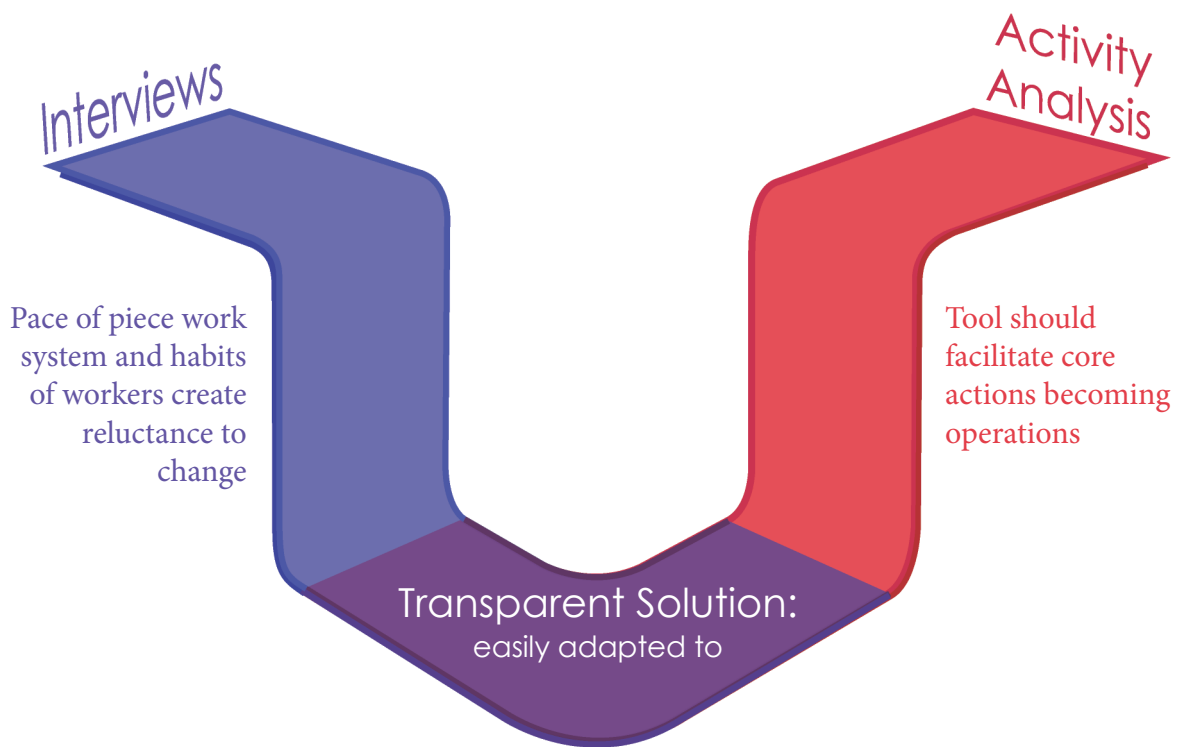 Interviews
Activity
Analysis
Pace of piece work
system and habits
of workers create
reluctance to
change
Tool should
facilitate core
actions becoming
operations
Transparent Solution:
easily adapted to